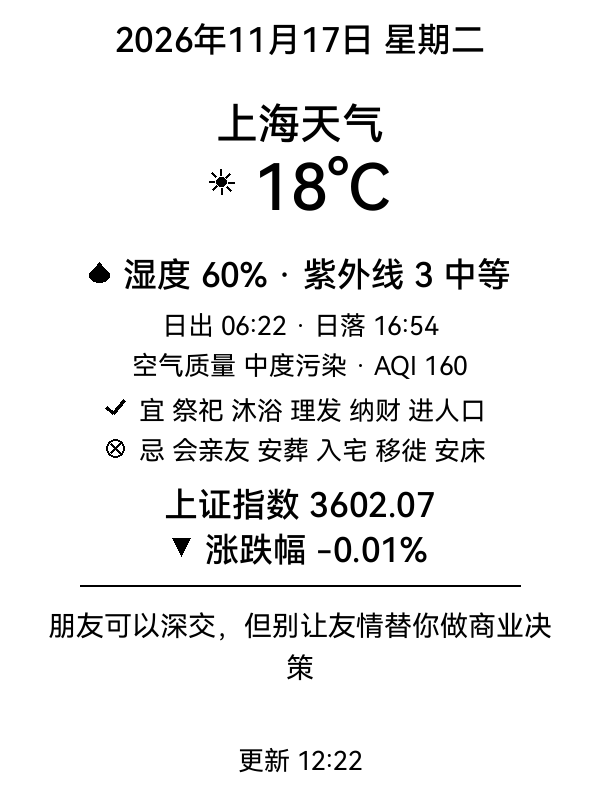 2026年11月17日 星期二
上海天气
18°C
湿度 60% · 紫外线 3 中等
日出 06:22 · 日落 16:54
空气质量 中度污染 · AQI 160
宜 祭祀 沐浴 理发 纳财 进人口
忌 会亲友 安葬 入宅 移徙 安床
上证指数 3602.07
涨跌幅 -0.01%
朋友可以深交，但别让友情替你做商业决
策
更新 12:22